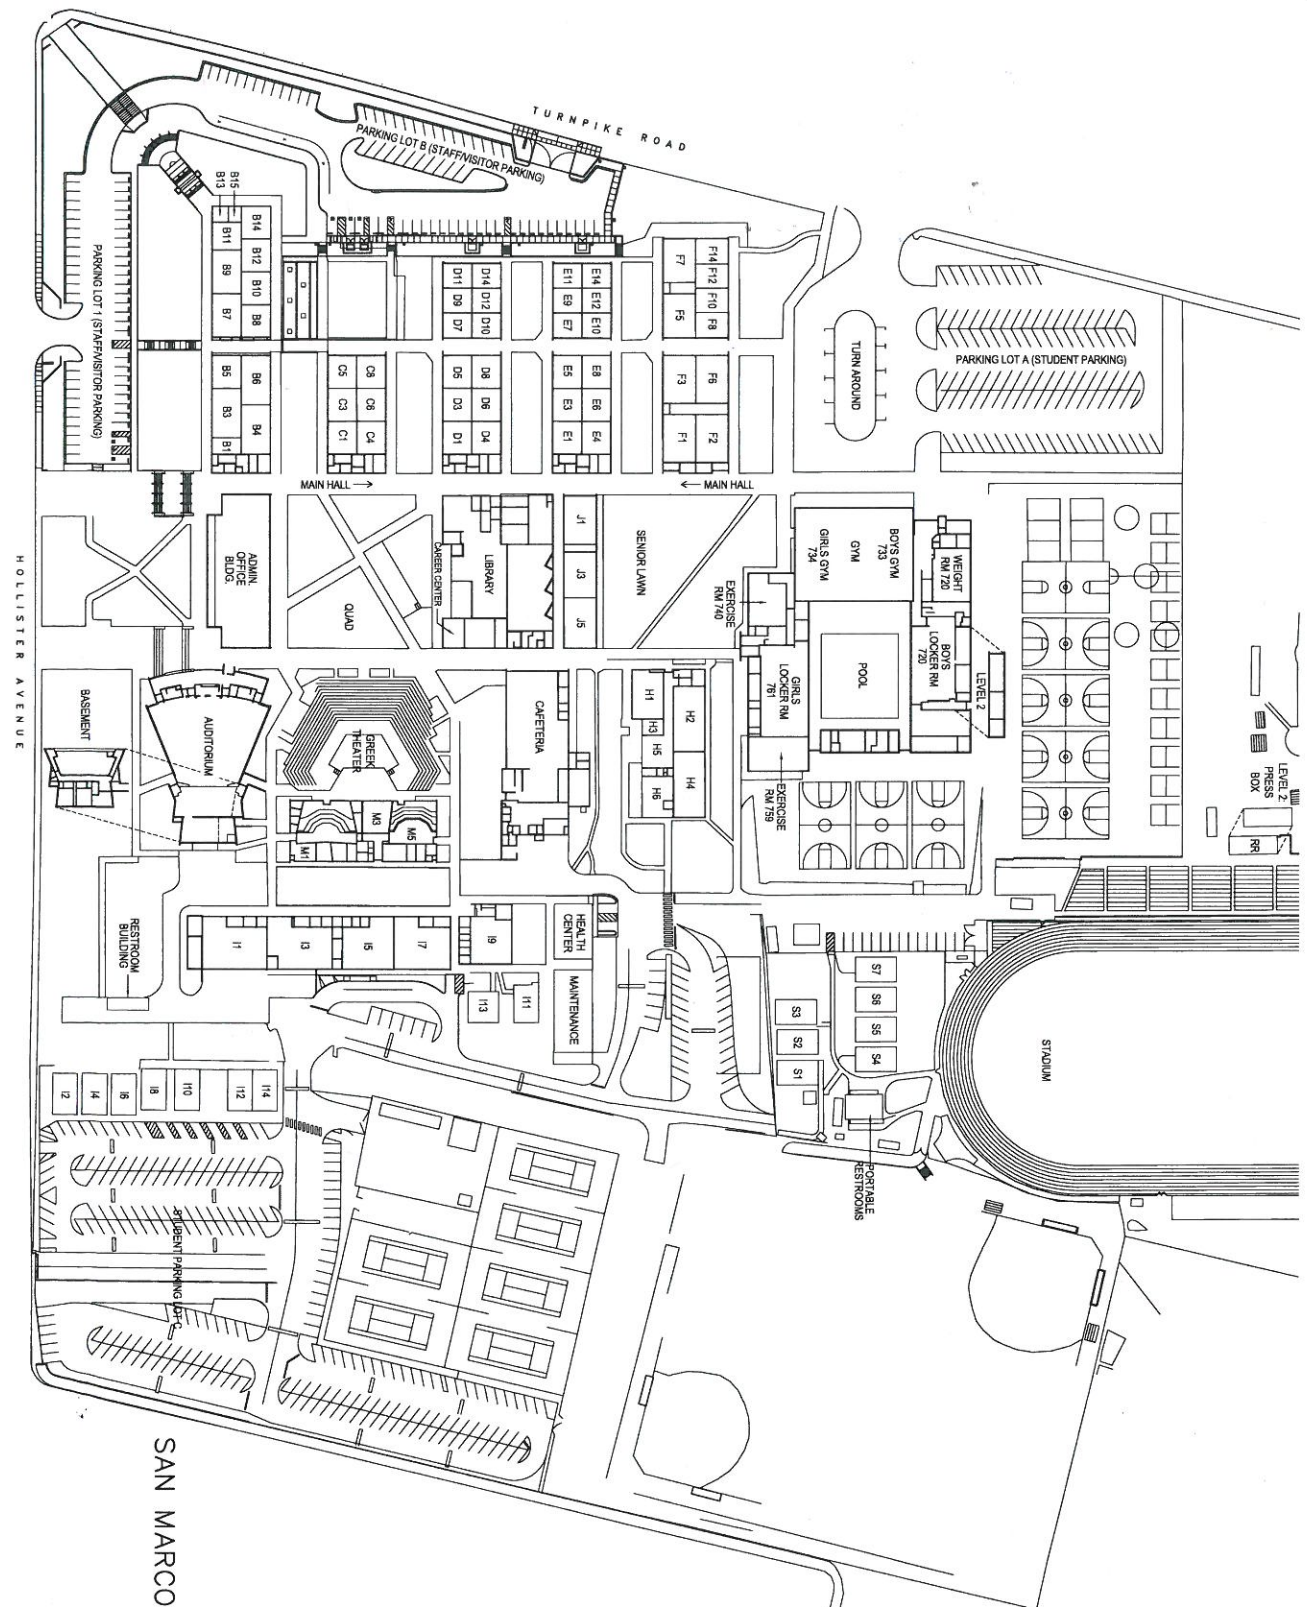 TURNPIKE ROAD
PARKING LOT B (STAFF/VISITOR PARKING)
PARKING LOT 1 (STAFF/VISITOR PARKING)
PARKING LOT A (STUDENT PARKING)
TURN AROUND
B15
B13
B14
B12
B10
B8
B11
B9
B7
B6
B4
B5
B3
B1
C5
C3
C1
C8
C6
C4
D14
D12
D10
D11
D9
D7
D8
D6
D4
D5
D3
D1
E14
E12
E10
E11
E9
E7
E8
E6
E4
E5
E3
E1
F14
F12
F10
F8
F7
F5
F6
F2
F3
F1
MAIN HALL
MAIN HALL
HOLLISTER AVENUE
ADMIN.
OFFICE
BLDG.
QUAD
CAREER CENTER
LIBRARY
J1
J3
J5
SENIOR LAWN
EXERCISE
RM 740
BOYS GYM
733
GYM
GIRLS GYM
734
WEIGHT
RM 720
BOYS
LOCKER RM
720
LEVEL 2
POOL
GIRLS
LOCKER RM
761
EXERCISE
RM 759
LEVEL 2:
PRESS
BOX
RR
BASEMENT
AUDITORIUM
GREEK
THEATER
CAFETERIA
H1
H3
H5
H6
H2
H4
M1
M3
M5
RESTROOM
BUILDING
I1
I3
I5
I7
I9
HEALTH
CENTER
MAINTENANCE
I13
I11
S7
S6
S5
S4
S3
S2
S1
STADIUM
PORTABLE
RESTROOMS
I2
I4
I6
I8
I10
I12
I14
STUDENT PARKING LOT C
SAN MARCO